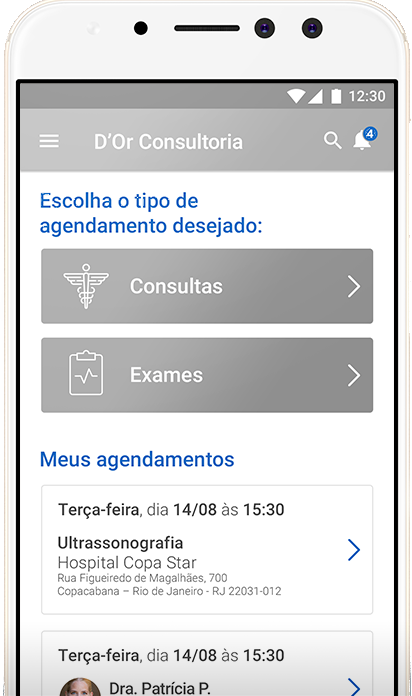 12:30
D'Or Consultoria
4
Escolha o tipo de
agendamento desejado:
Consultas
Exames
Meus agendamentos
Terça-feira, dia 14/08 às 15:30
Ultrassonografia
Hospital Copa Star
Rua Figueiredo de Magalhães, 700
Copacabana – Rio de Janeiro - RJ 22031-012
Terça-feira, dia 14/08 às 15:30
Dra. Patrícia P.